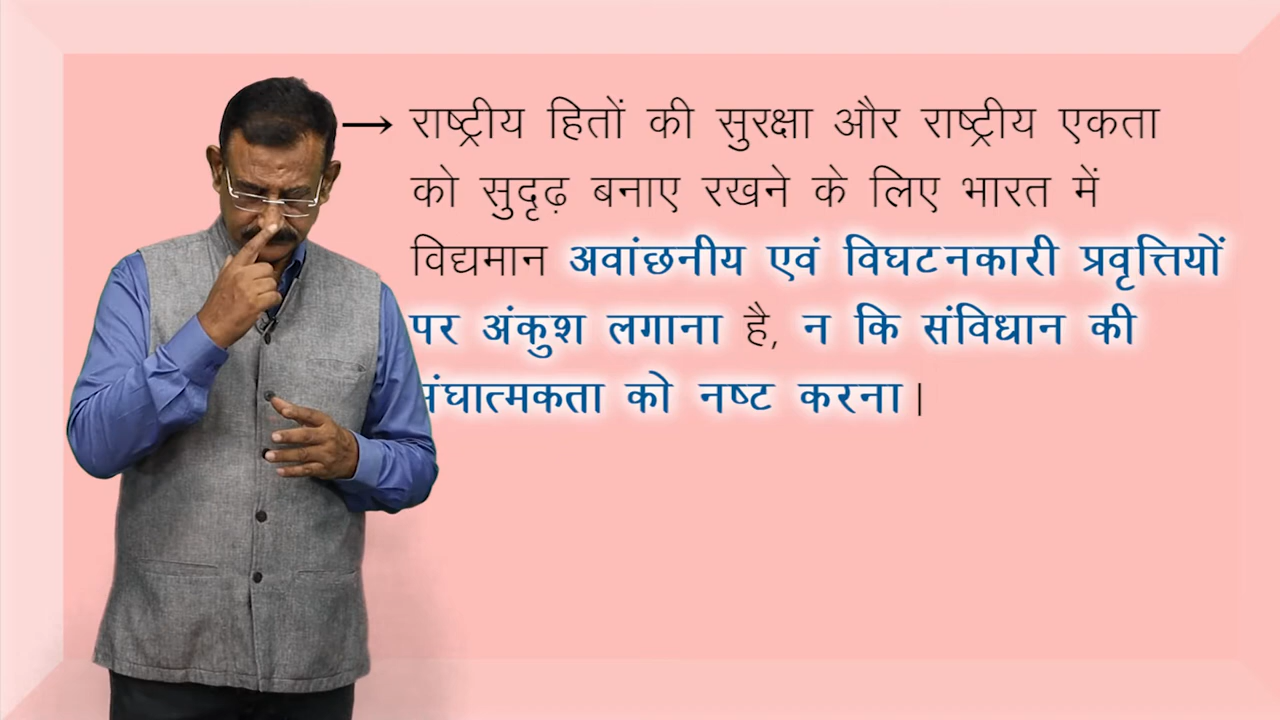 → राष्ट्रीय हितों की सुरक्षा और राष्ट्रीय एकता
को सुदृढ़ बनाए रखने के लिए भारत में
विद्यमान अवांछनीय एवं विघटनकारी प्रवृत्तियों
पर अंकुश लगाना है, न कि संविधान की
संघात्मकता को नष्ट करना।